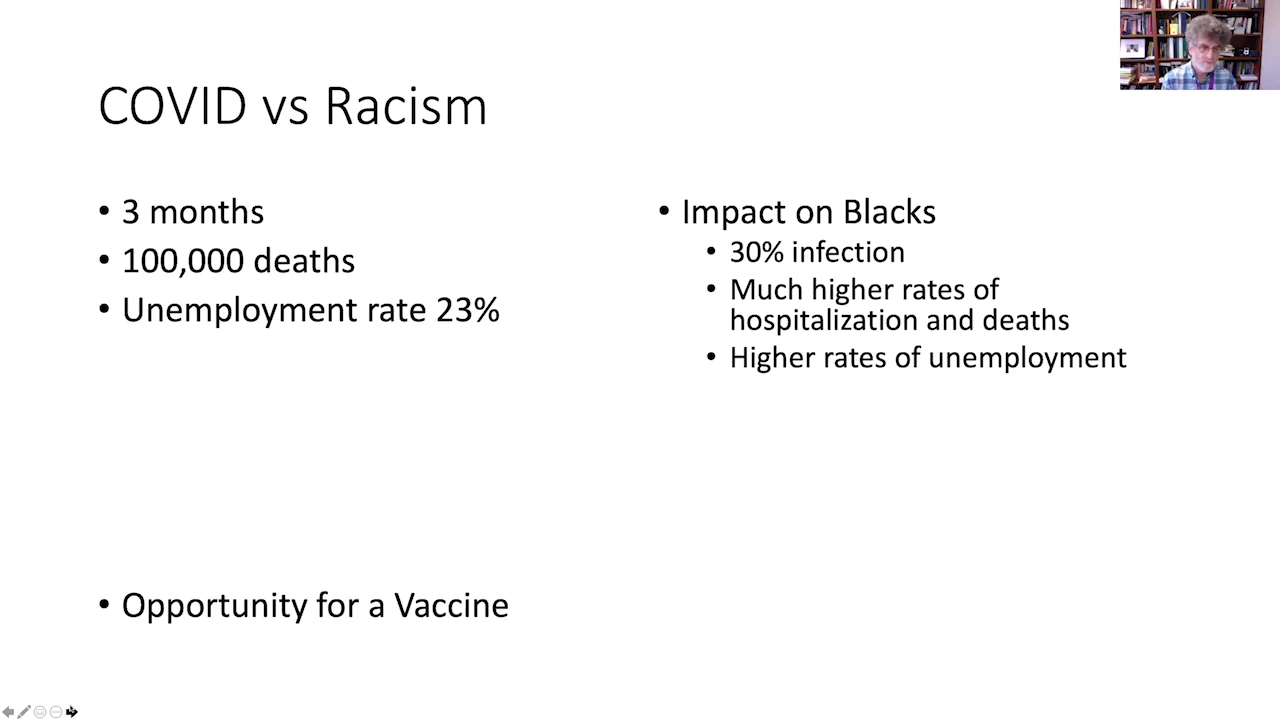 COVID vs Racism
• 3 months
• 100,000 deaths
• Unemployment rate 23%
• Opportunity for a Vaccine
• Impact on Blacks
• 30% infection
• Much higher rates of
hospitalization and deaths
• Higher rates of unemployment